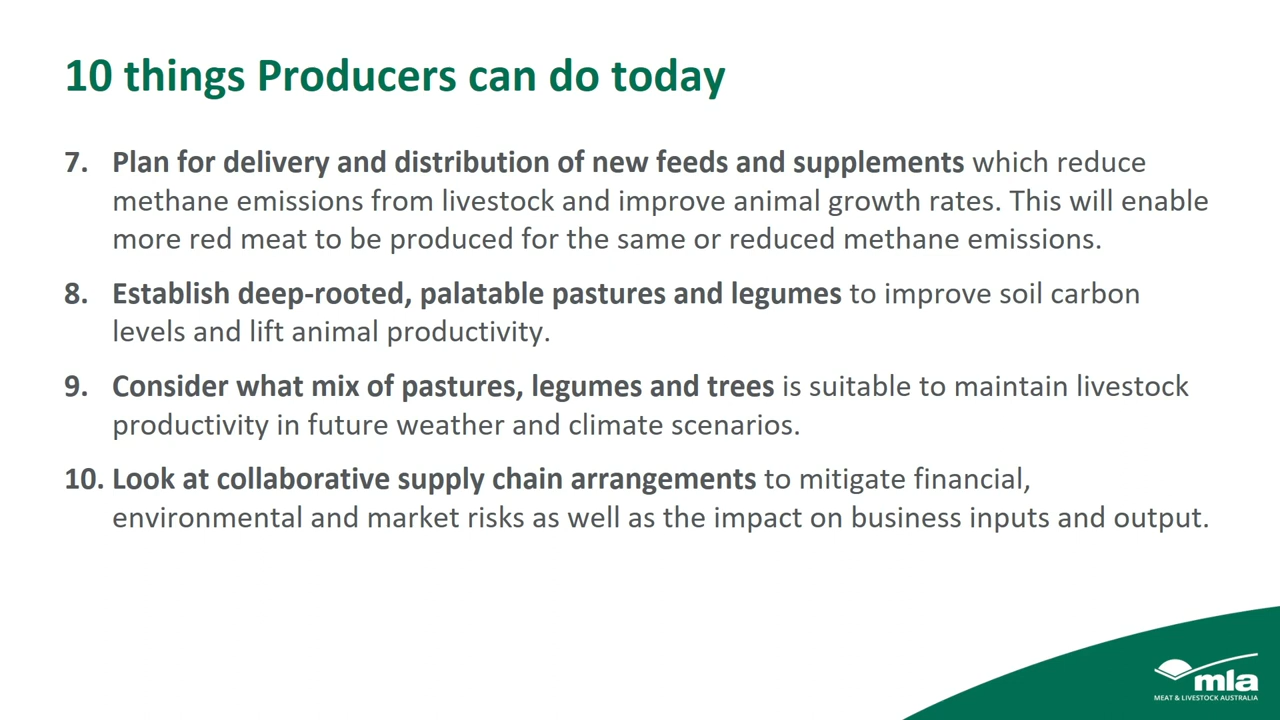 10 things Producers can do today
7. Plan for delivery and distribution of new feeds and supplements which reduce
methane emissions from livestock and improve animal growth rates. This will enable
more red meat to be produced for the same or reduced methane emissions.
8. Establish deep-rooted, palatable pastures and legumes to improve soil carbon
levels and lift animal productivity.
9. Consider what mix of pastures, legumes and trees is suitable to maintain livestock
productivity in future weather and climate scenarios.
10. Look at collaborative supply chain arrangements to mitigate financial,
environmental and market risks as well as the impact on business inputs and output.
mla
MEAT & LIVESTOCK AUSTRALIA